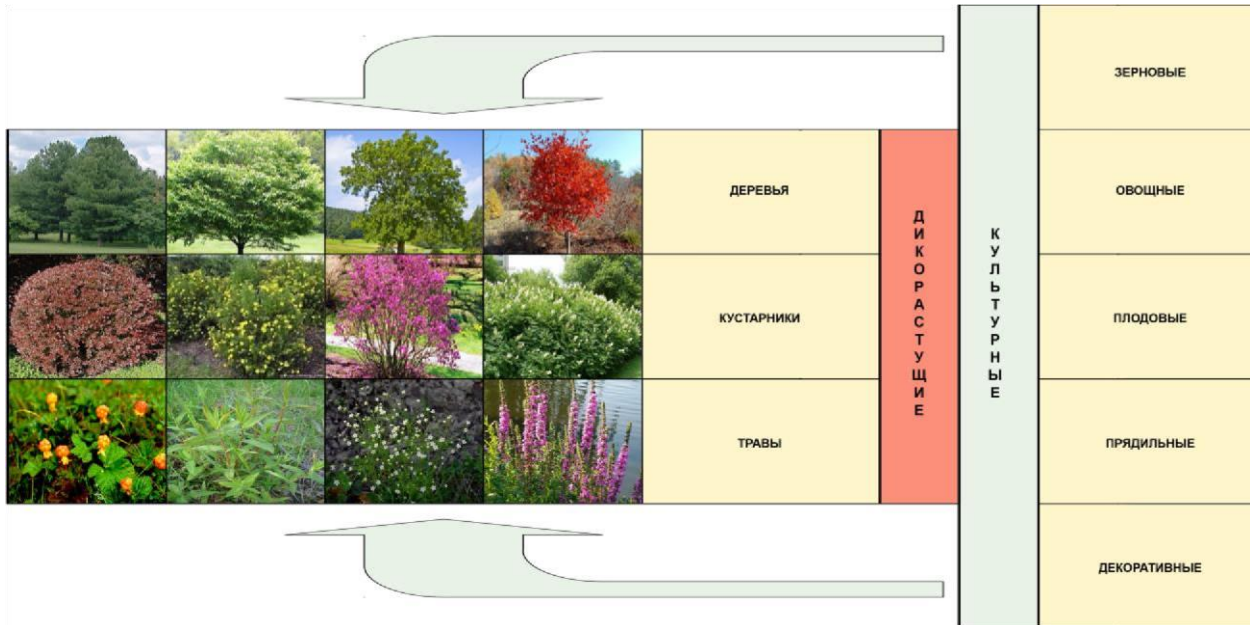 ЗЕРНОВЫЕ
ДЕРЕВЬЯ
ОВОЩНЫЕ
ДИКОРАСТУЩИЕ
КУЛЬТУРНЫЕ
КУСТАРНИКИ
ПЛОДОВЫЕ
ТРАВЫ
ПРЯДИЛЬНЫЕ
ДЕКОРАТИВНЫЕ